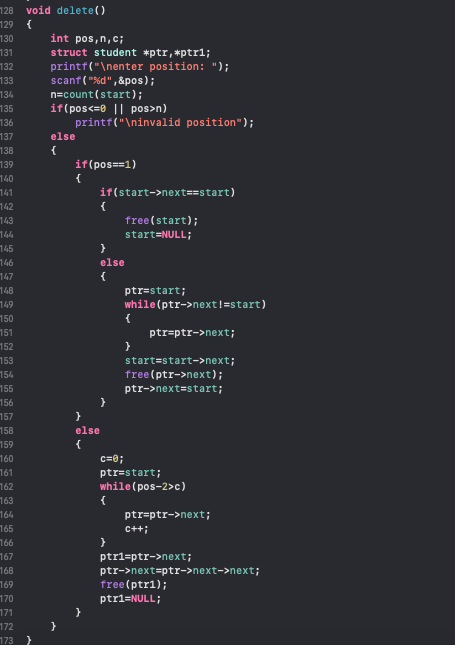 128 void delete()
129 {
130     int pos,n,c;
131     struct student *ptr,*ptr1;
132     printf("\nenter position: ");
133     scanf("%d",&pos);
134     n=count(start);
135     if(pos<=0 || pos>n)
136         printf("\ninvalid position");
137     else
138     {
139         if(pos==1)
140         {
141             if(start->next==start)
142             {
143                 free(start);
144                 start=NULL;
145             }
146             else
147             {
148                 ptr=start;
149                 while(ptr->next!=start)
150                 {
151                     ptr=ptr->next;
152                 }
153                 start=start->next;
154                 free(ptr->next);
155                 ptr->next=start;
156             }
157         }
158         else
159         {
160             c=0;
161             ptr=start;
162             while(pos-2>c)
163             {
164                 ptr=ptr->next;
165                 c++;
166             }
167             ptr1=ptr->next;
168             ptr->next=ptr->next->next;
169             free(ptr1);
170             ptr1=NULL;
171         }
172     }
173 }